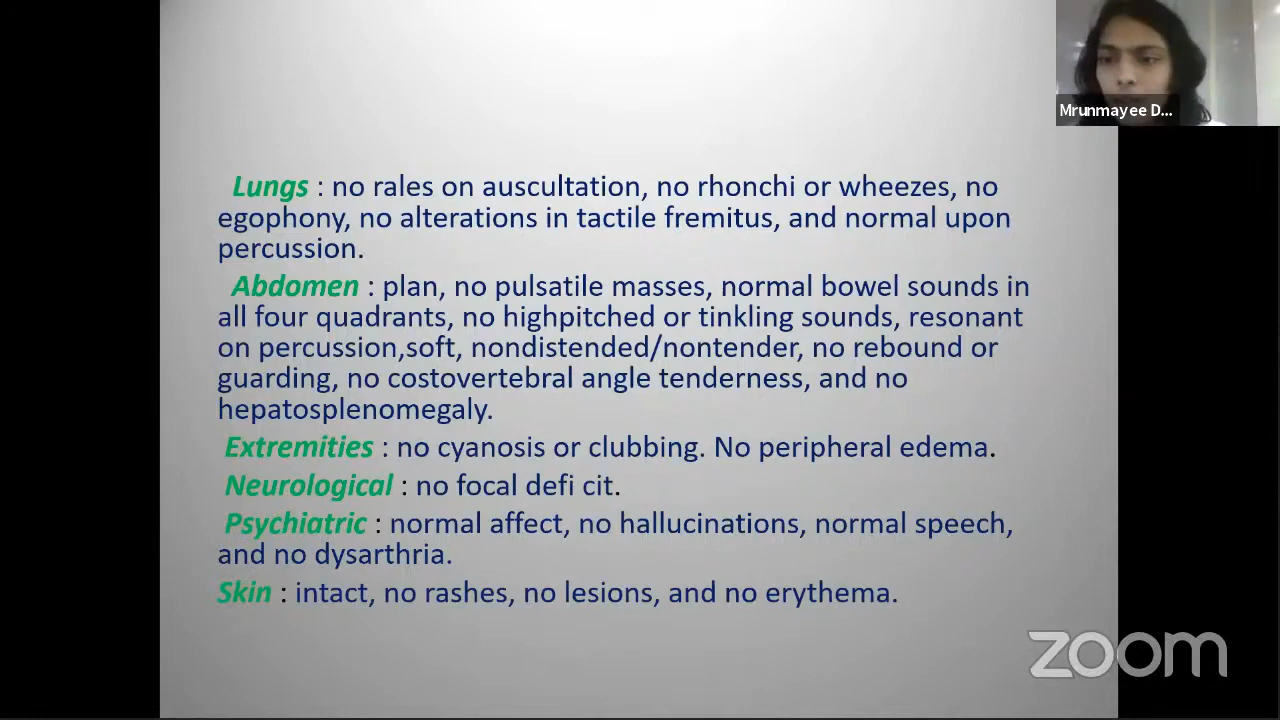 Mrunmayee D...
Lungs : no rales on auscultation, no rhonchi or wheezes, no
egophony, no alterations in tactile fremitus, and normal upon
percussion.
Abdomen : plan, no pulsatile masses, normal bowel sounds in
all four quadrants, no highpitched or tinkling sounds, resonant
on percussion,soft, nondistended/nontender, no rebound or
guarding, no costovertebral angle tenderness, and no
hepatosplenomegaly.
Extremities : no cyanosis or clubbing. No peripheral edema.
Neurological : no focal defi cit.
Psychiatric : normal affect, no hallucinations, normal speech,
and no dysarthria.
Skin : intact, no rashes, no lesions, and no erythema.
zoom